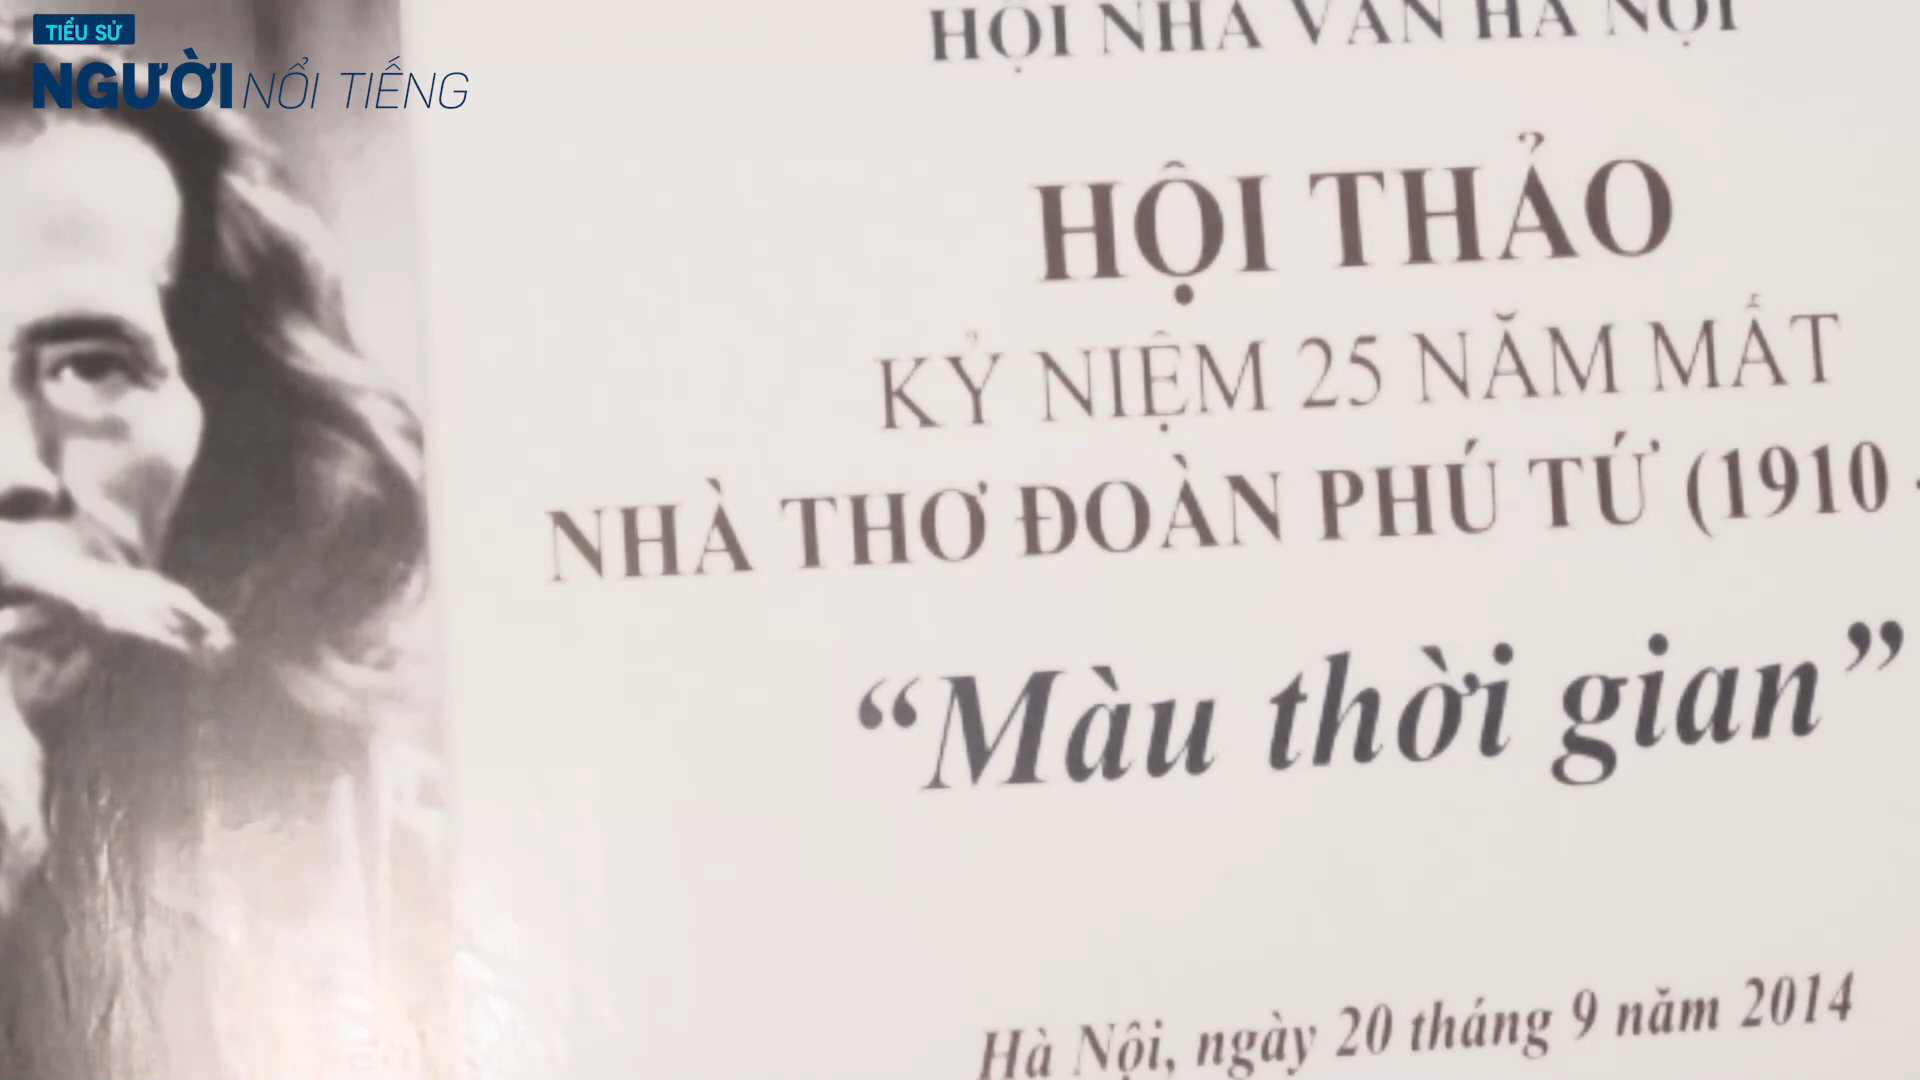 TIỂU SỬ
NGƯỜI NỔI TIẾNG
HỘI NHÀ VĂN HÀ NỘI
HỘI THẢO
KỶ NIỆM 25 NĂM MẤT
NHÀ THƠ ĐOÀN PHÚ TỨ (1910 -
“Màu thời gian”
Hà Nội, ngày 20 tháng 9 năm 2014